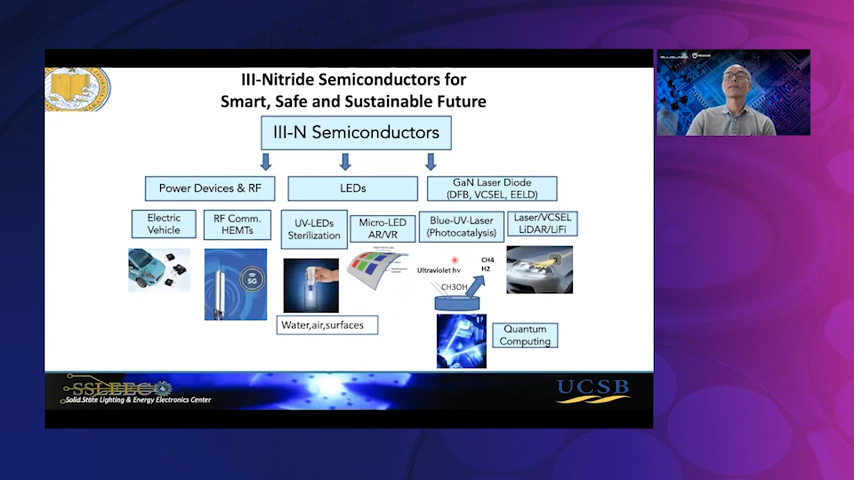 III-Nitride Semiconductors for
Smart, Safe and Sustainable Future
III-N Semiconductors
Power Devices & RF
LEDs
GaN Laser Diode
(DFB, VCSEL, EELD)
Electric
Vehicle
RF Comm.
HEMTs
UV-LEDs
Sterilization
Micro-LED
AR/VR
Blue-UV-Laser
(Photocatalysis)
Laser/VCSEL
LiDAR/LiFi
5G
Ultraviolet hv
CH4
H2
CH3OH
Water,air,surfaces
Quantum
Computing
SSLEEC
Solid State Lighting & Energy Electronics Center
UCSB